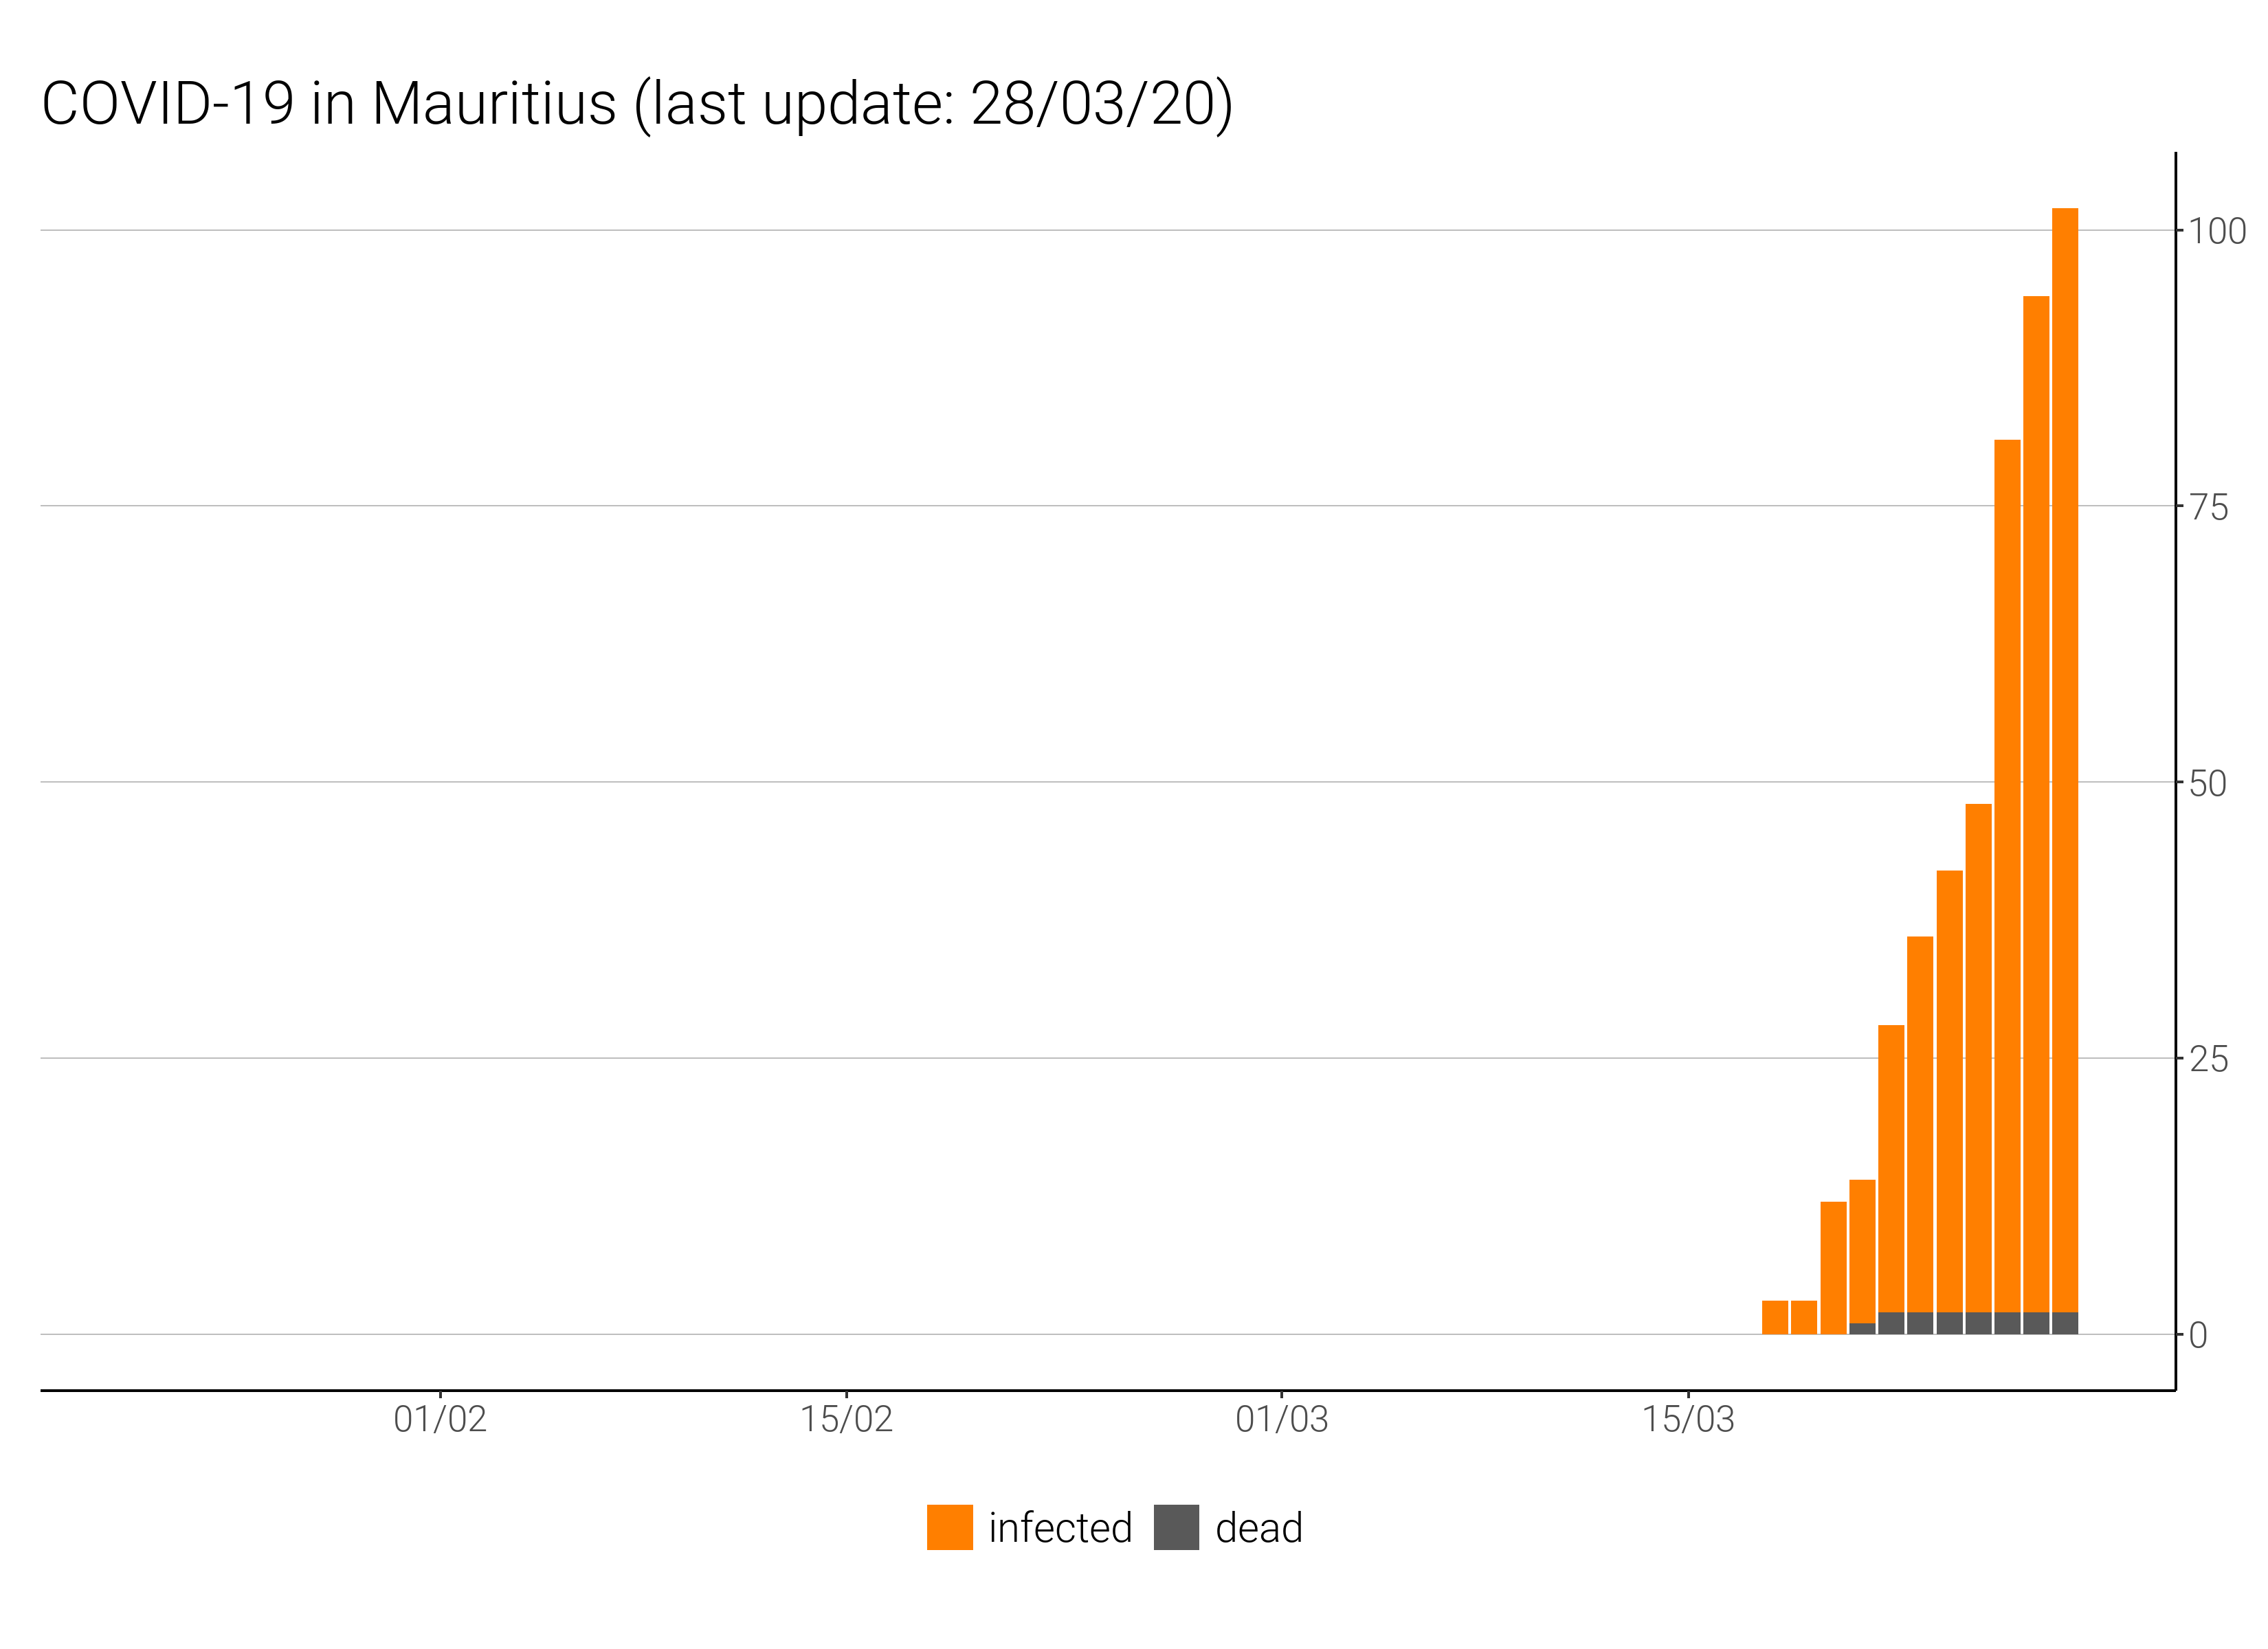 COVID-19 in Mauritius (last update: 28/03/20)
100
75
50
25
0
01/02 15/02 01/03 15/03
infected dead